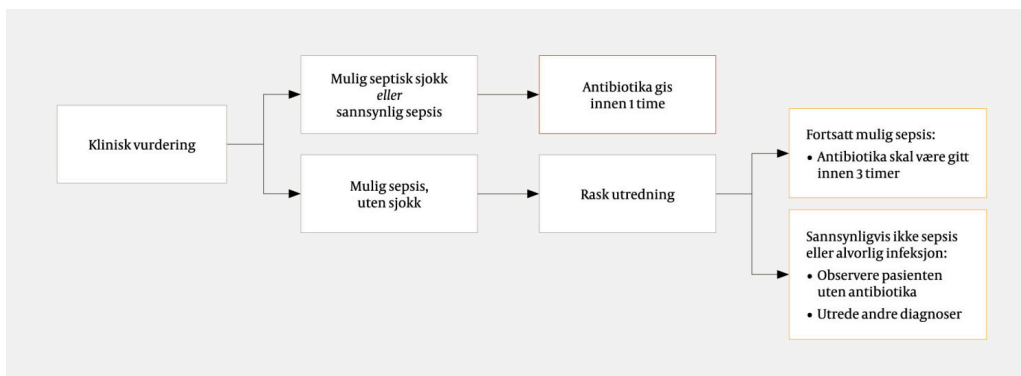 Klinisk vurdering
Mulig septisk sjokk
eller
sannsynlig sepsis
Antibiotika gis
innen 1 time
Mulig sepsis,
uten sjokk
Rask utredning
Fortsatt mulig sepsis:
• Antibiotika skal være gitt
innen 3 timer
Sannsynligvis ikke sepsis
eller alvorlig infeksjon:
• Observere pasienten
uten antibiotika
• Utrede andre diagnoser